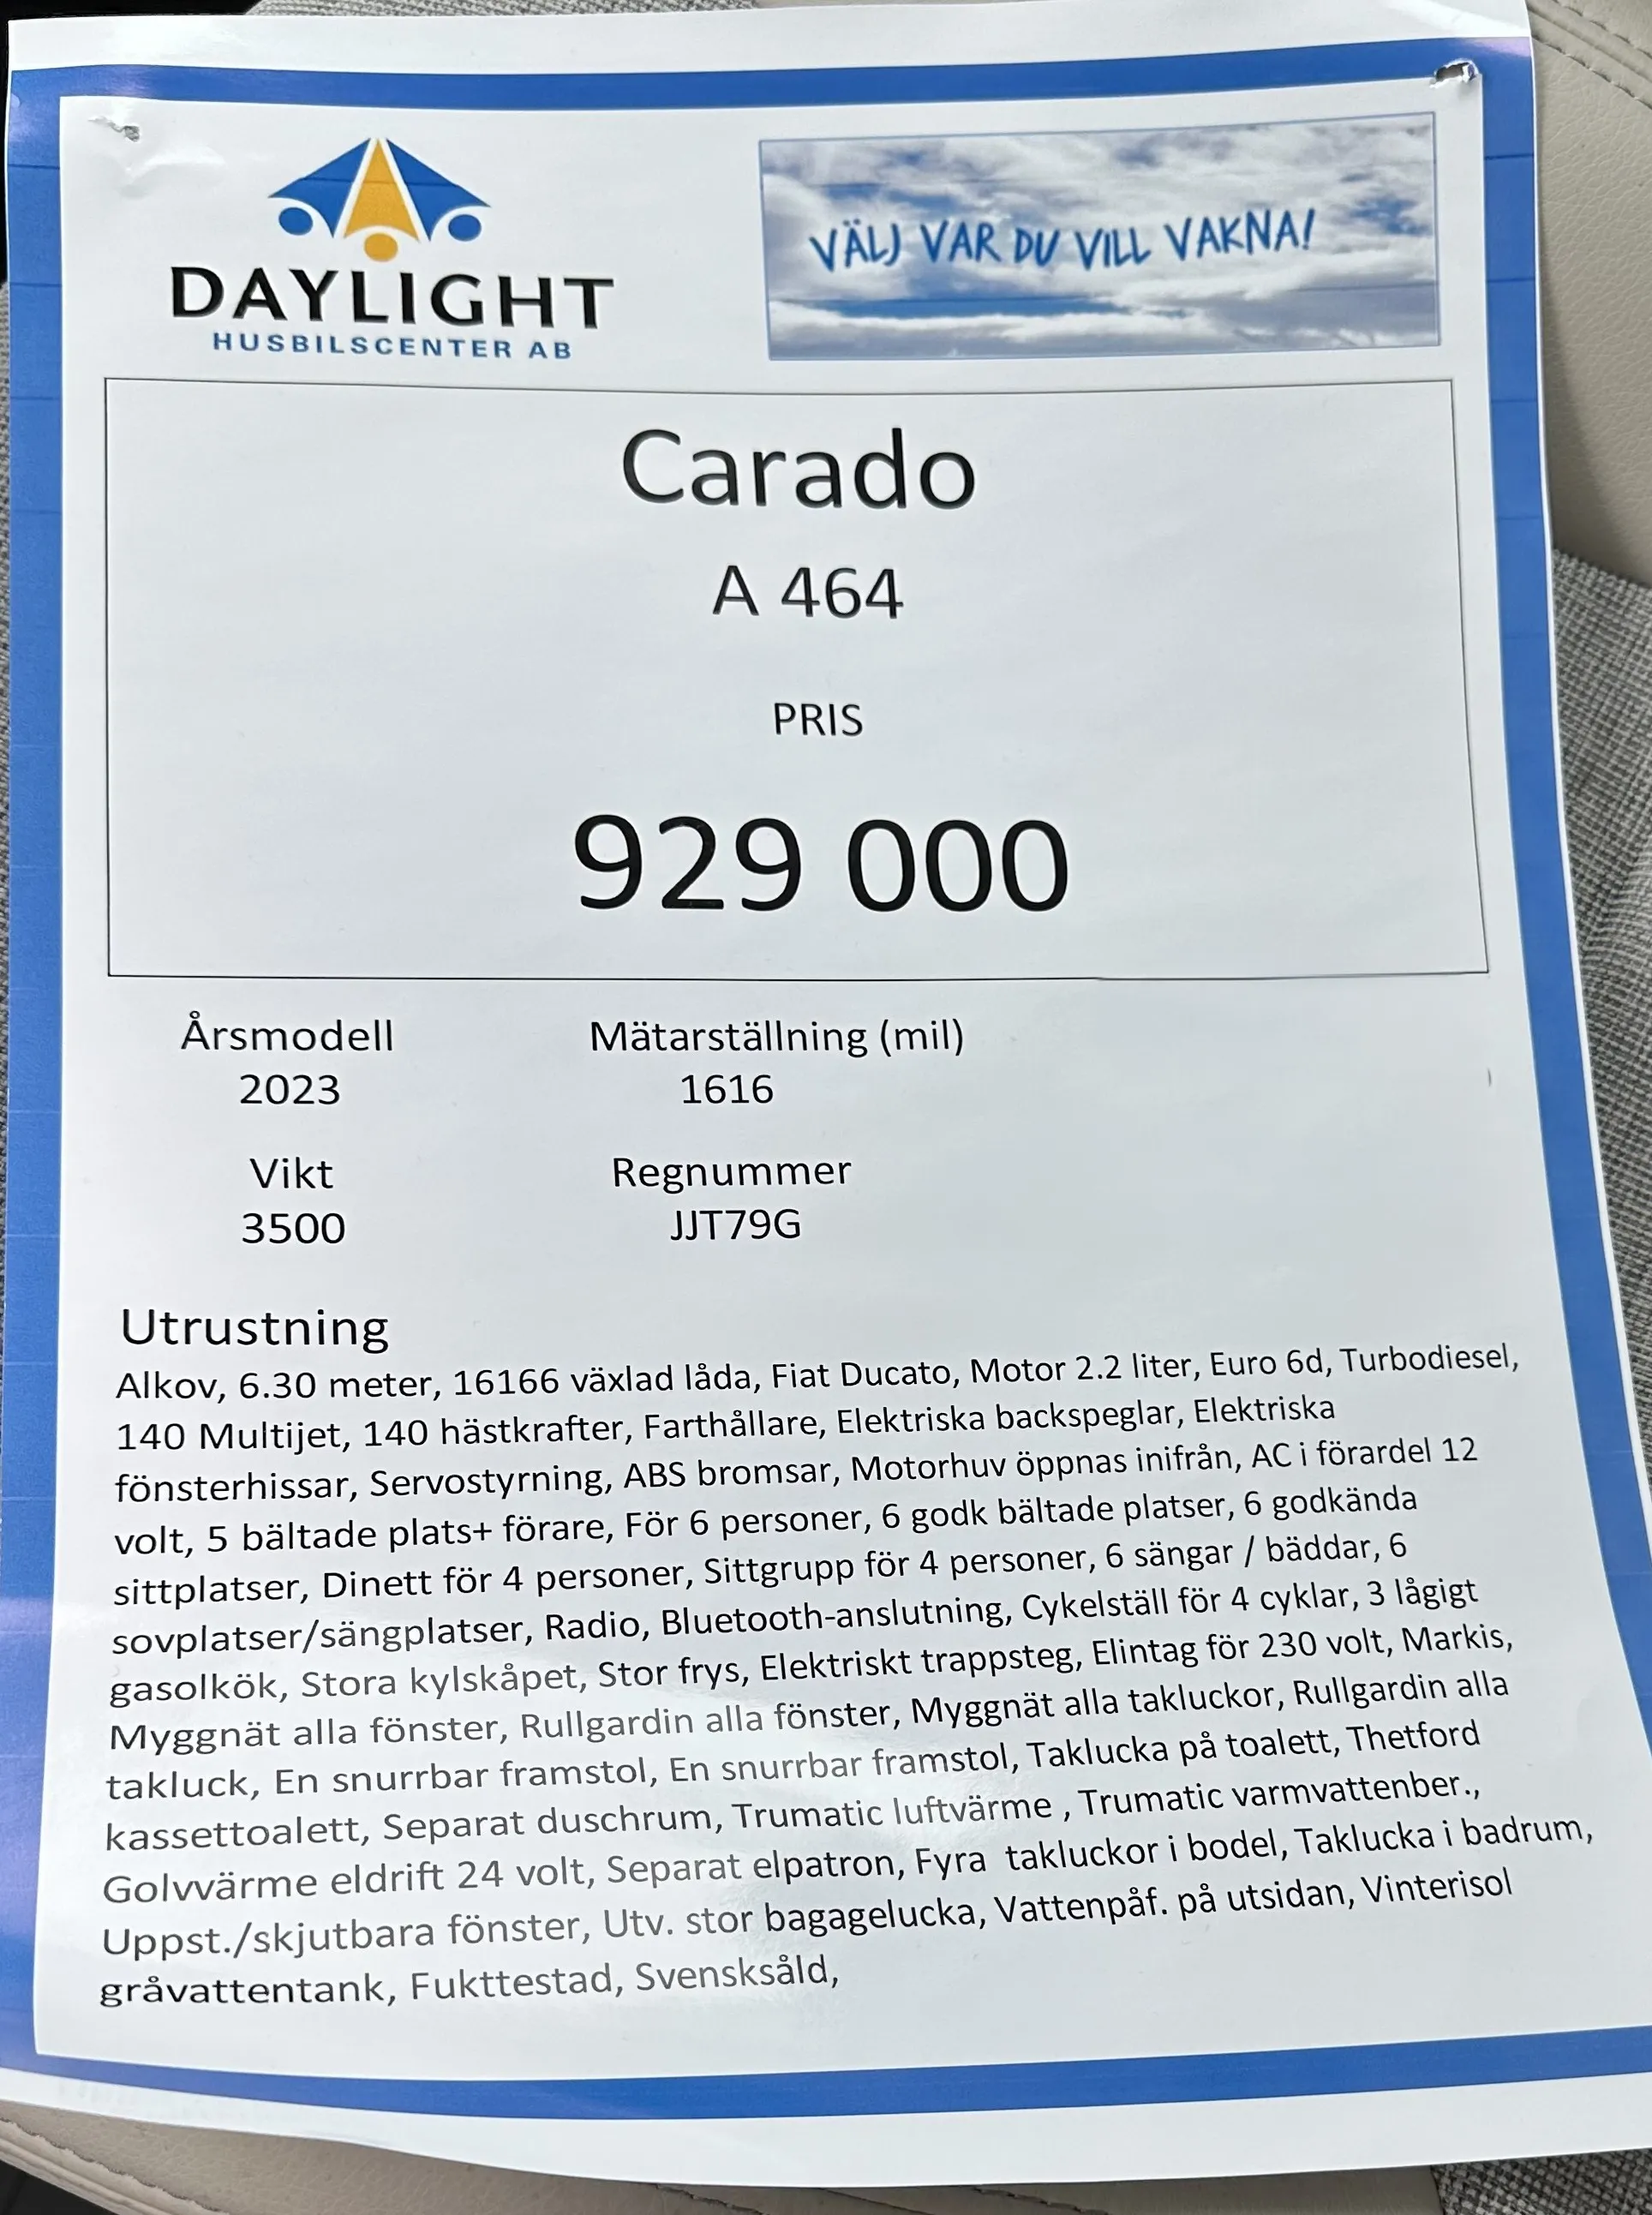 DAYLIGHT
HUSBILSCENTER AB
VÄLJ VAR DU VILL VAKNA!
Carado
A 464
PRIS
929 000
Årsmodell
2023
Mätarställning (mil)
1616
Vikt
3500
Regnummer
JJT79G
Utrustning
Alkov, 6.30 meter, 16166 växlad låda, Fiat Ducato, Motor 2.2 liter, Euro 6d, Turbodiesel,
140 Multijet, 140 hästkrafter, Farthållare, Elektriska backspeglar, Elektriska
fönsterhissar, Servostyrning, ABS bromsar, Motorhuv öppnas inifrån, AC i förardel 12
volt, 5 bältade plats+ förare, För 6 personer, 6 godk bältade platser, 6 godkända
sittplatser, Dinett för 4 personer, Sittgrupp för 4 personer, 6 sängar / bäddar, 6
sovplatser/sängplatser, Radio, Bluetooth-anslutning, Cykelställ för 4 cyklar, 3 lågigt
gasolkök, Stora kylskåpet, Stor frys, Elektriskt trappsteg, Elintag för 230 volt, Markis,
Myggnät alla fönster, Rullgardin alla fönster, Myggnät alla takluckor, Rullgardin alla
takluck, En snurrbar framstol, En snurrbar framstol, Taklucka på toalett, Thetford
kassettoalett, Separat duschrum, Trumatic luftvärme , Trumatic varmvattenber.,
Golvvärme eldrift 24 volt, Separat elpatron, Fyra  takluckor i bodel, Taklucka i badrum,
Uppst./skjutbara fönster, Utv. stor bagagelucka, Vattenpåf. på utsidan, Vinterisol
gråvattentank, Fukttestad, Svensksåld,